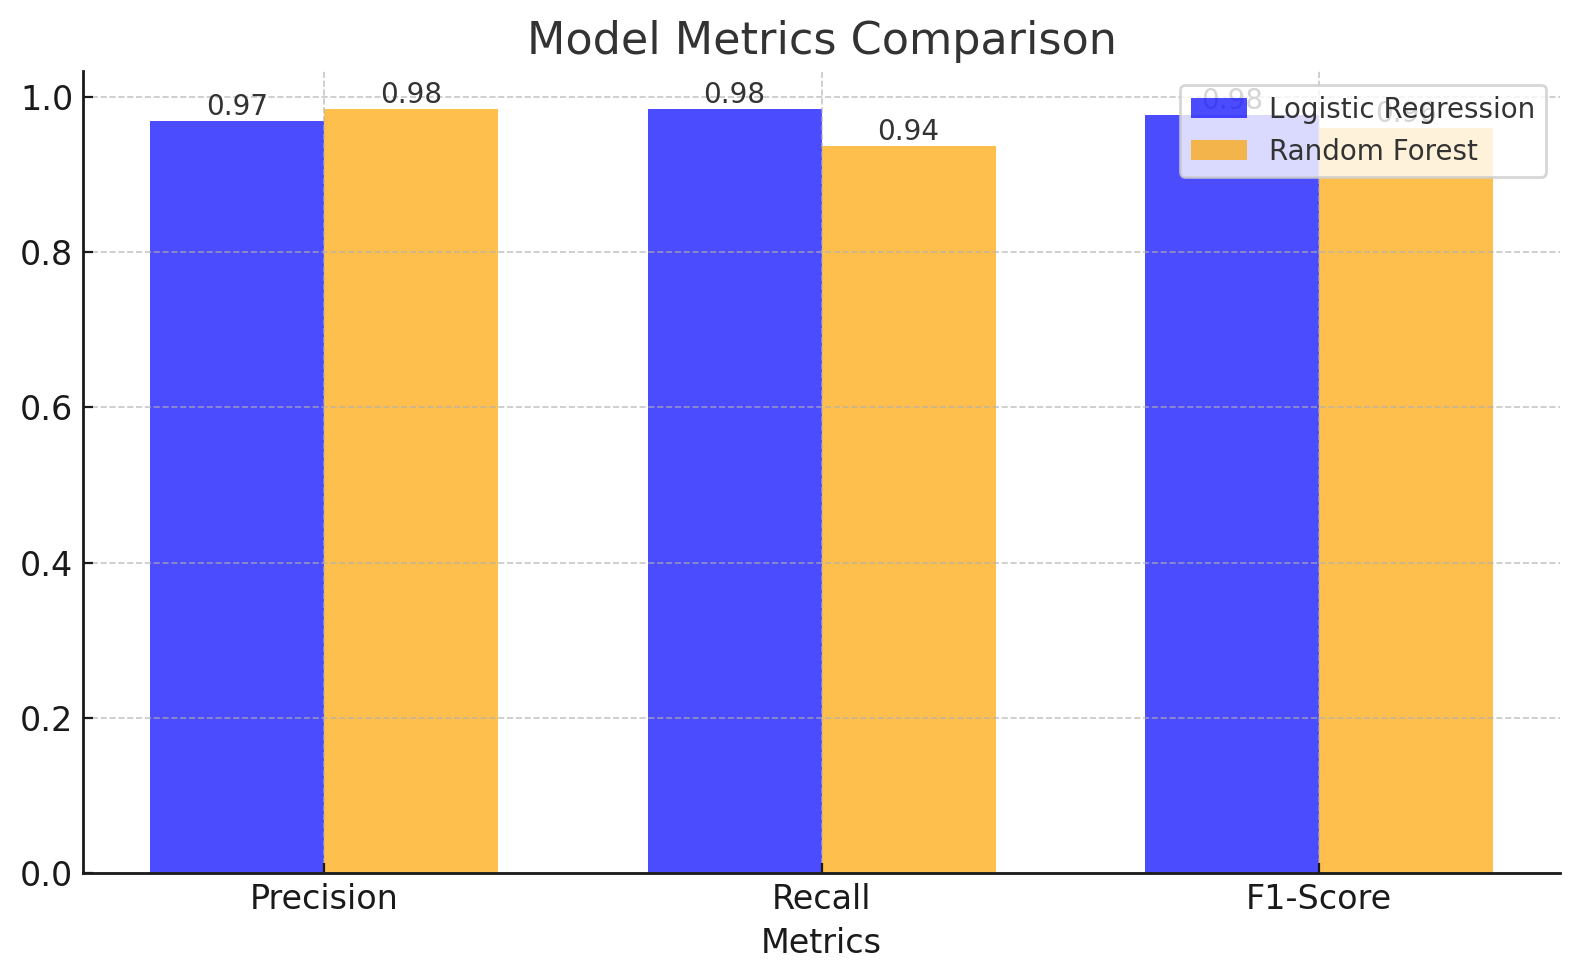 Model Metrics Comparison
1.0
0.8
0.6
0.4
0.2
0.0
0.97
0.98
0.98
0.94
0.98
Logistic Regression
Random Forest
Precision
Recall
F1-Score
Metrics